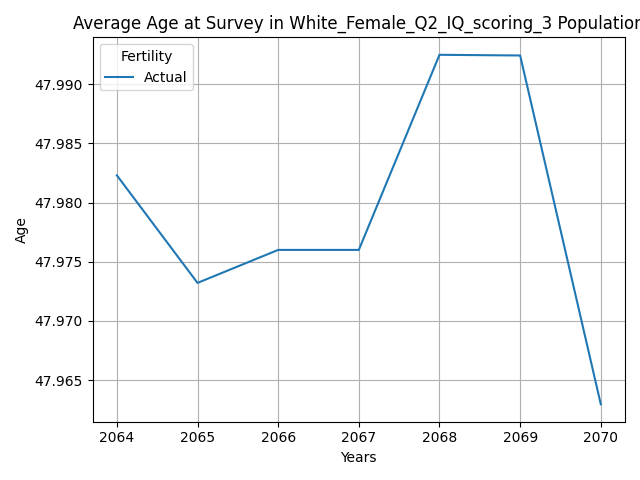 Average Age at Survey in White_Female_Q2_IQ_scoring_3 Population
Fertility
Actual
47.990
47.985
47.980
47.975
47.970
47.965
Age
2064 2065 2066 2067 2068 2069 2070
Years